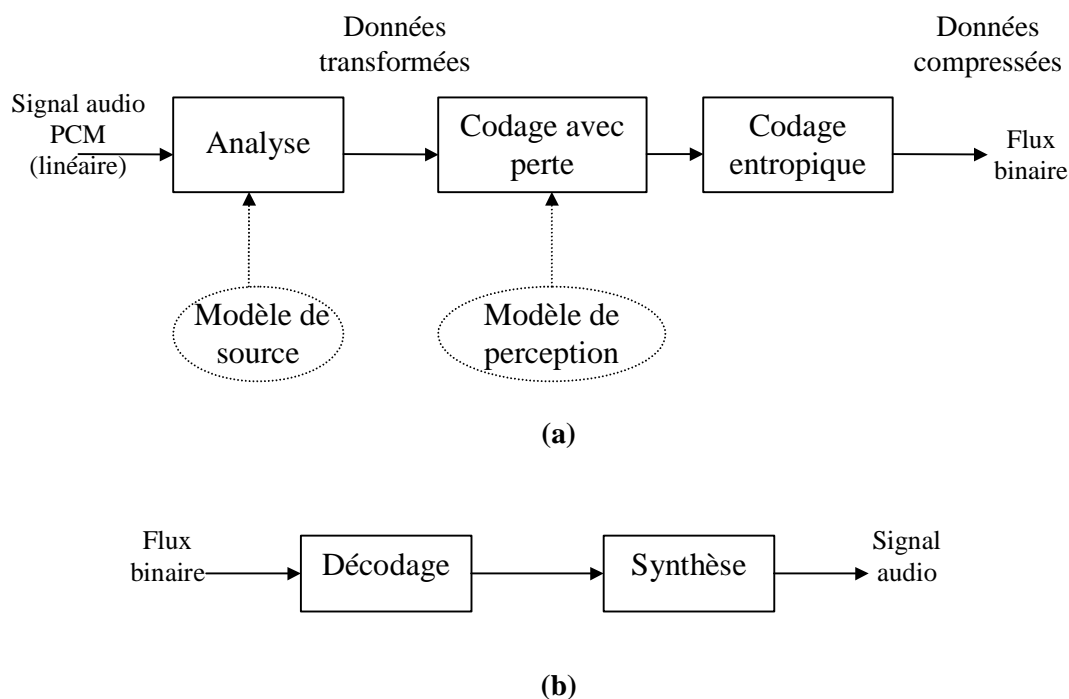 Données
transformées
Données
compressées
Signal audio
PCM
(linéaire)
Analyse
Codage avec
perte
Codage
entropique
Flux
binaire
Modèle de
source
Modèle de
perception
(a)
Flux
binaire
Décodage
Synthèse
Signal
audio
(b)